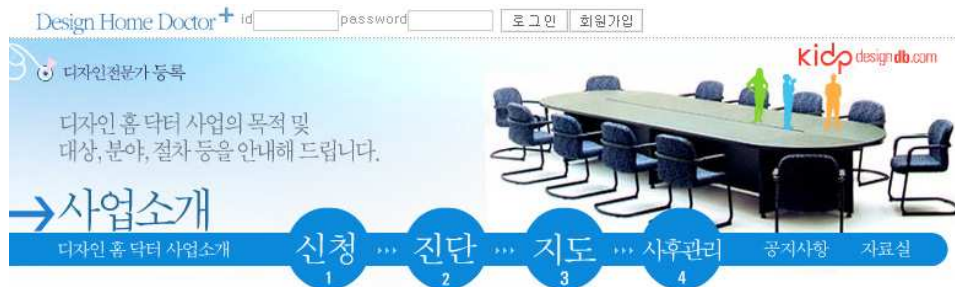 Design Home Doctor+ id password 로그인 회원가입
kidp designdb.com
디자인전문가 등록
디자인 홈 닥터 사업의 목적 및
대상, 분야, 절차 등을 안내해 드립니다.
→사업소개
디자인 홈 닥터 사업소개 신청 1 진단 2 지도 3 사후관리 4 공지사항 자료실